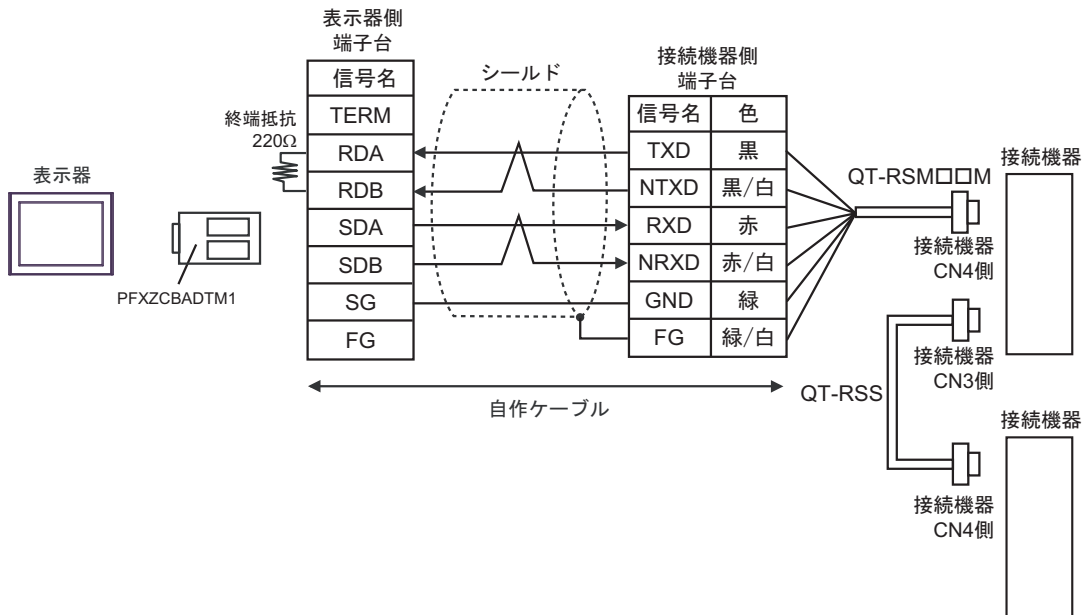 表示器
PFXZCBADTM1
終端抵抗
220Ω
表示器側
端子台
信号名
TERM
RDA
RDB
SDA
SDB
SG
FG
シールド
接続機器側
端子台
信号名 色
TXD 黒
NTXD 黒/白
RXD 赤
NRXD 赤/白
GND 緑
FG 緑/白
自作ケーブル
QT-RSM□□M
接続機器
接続機器
CN4側
接続機器
CN3側
QT-RSS
接続機器
接続機器
CN4側